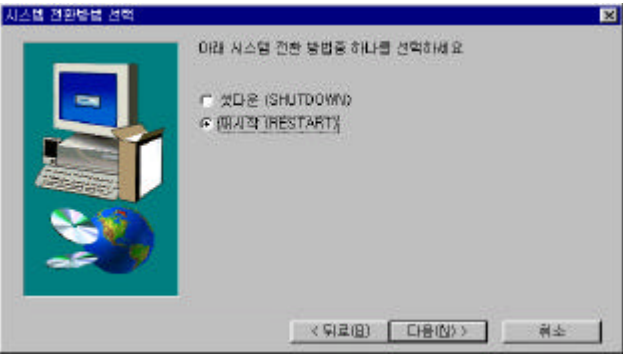 시스템 전환방법 선택
아래 시스템 전환 방법중 하나를 선택하세요
셧다운 (SHUTDOWN)
재시작 (RESTART)
< 뒤로(B)
다음(N) >
취소